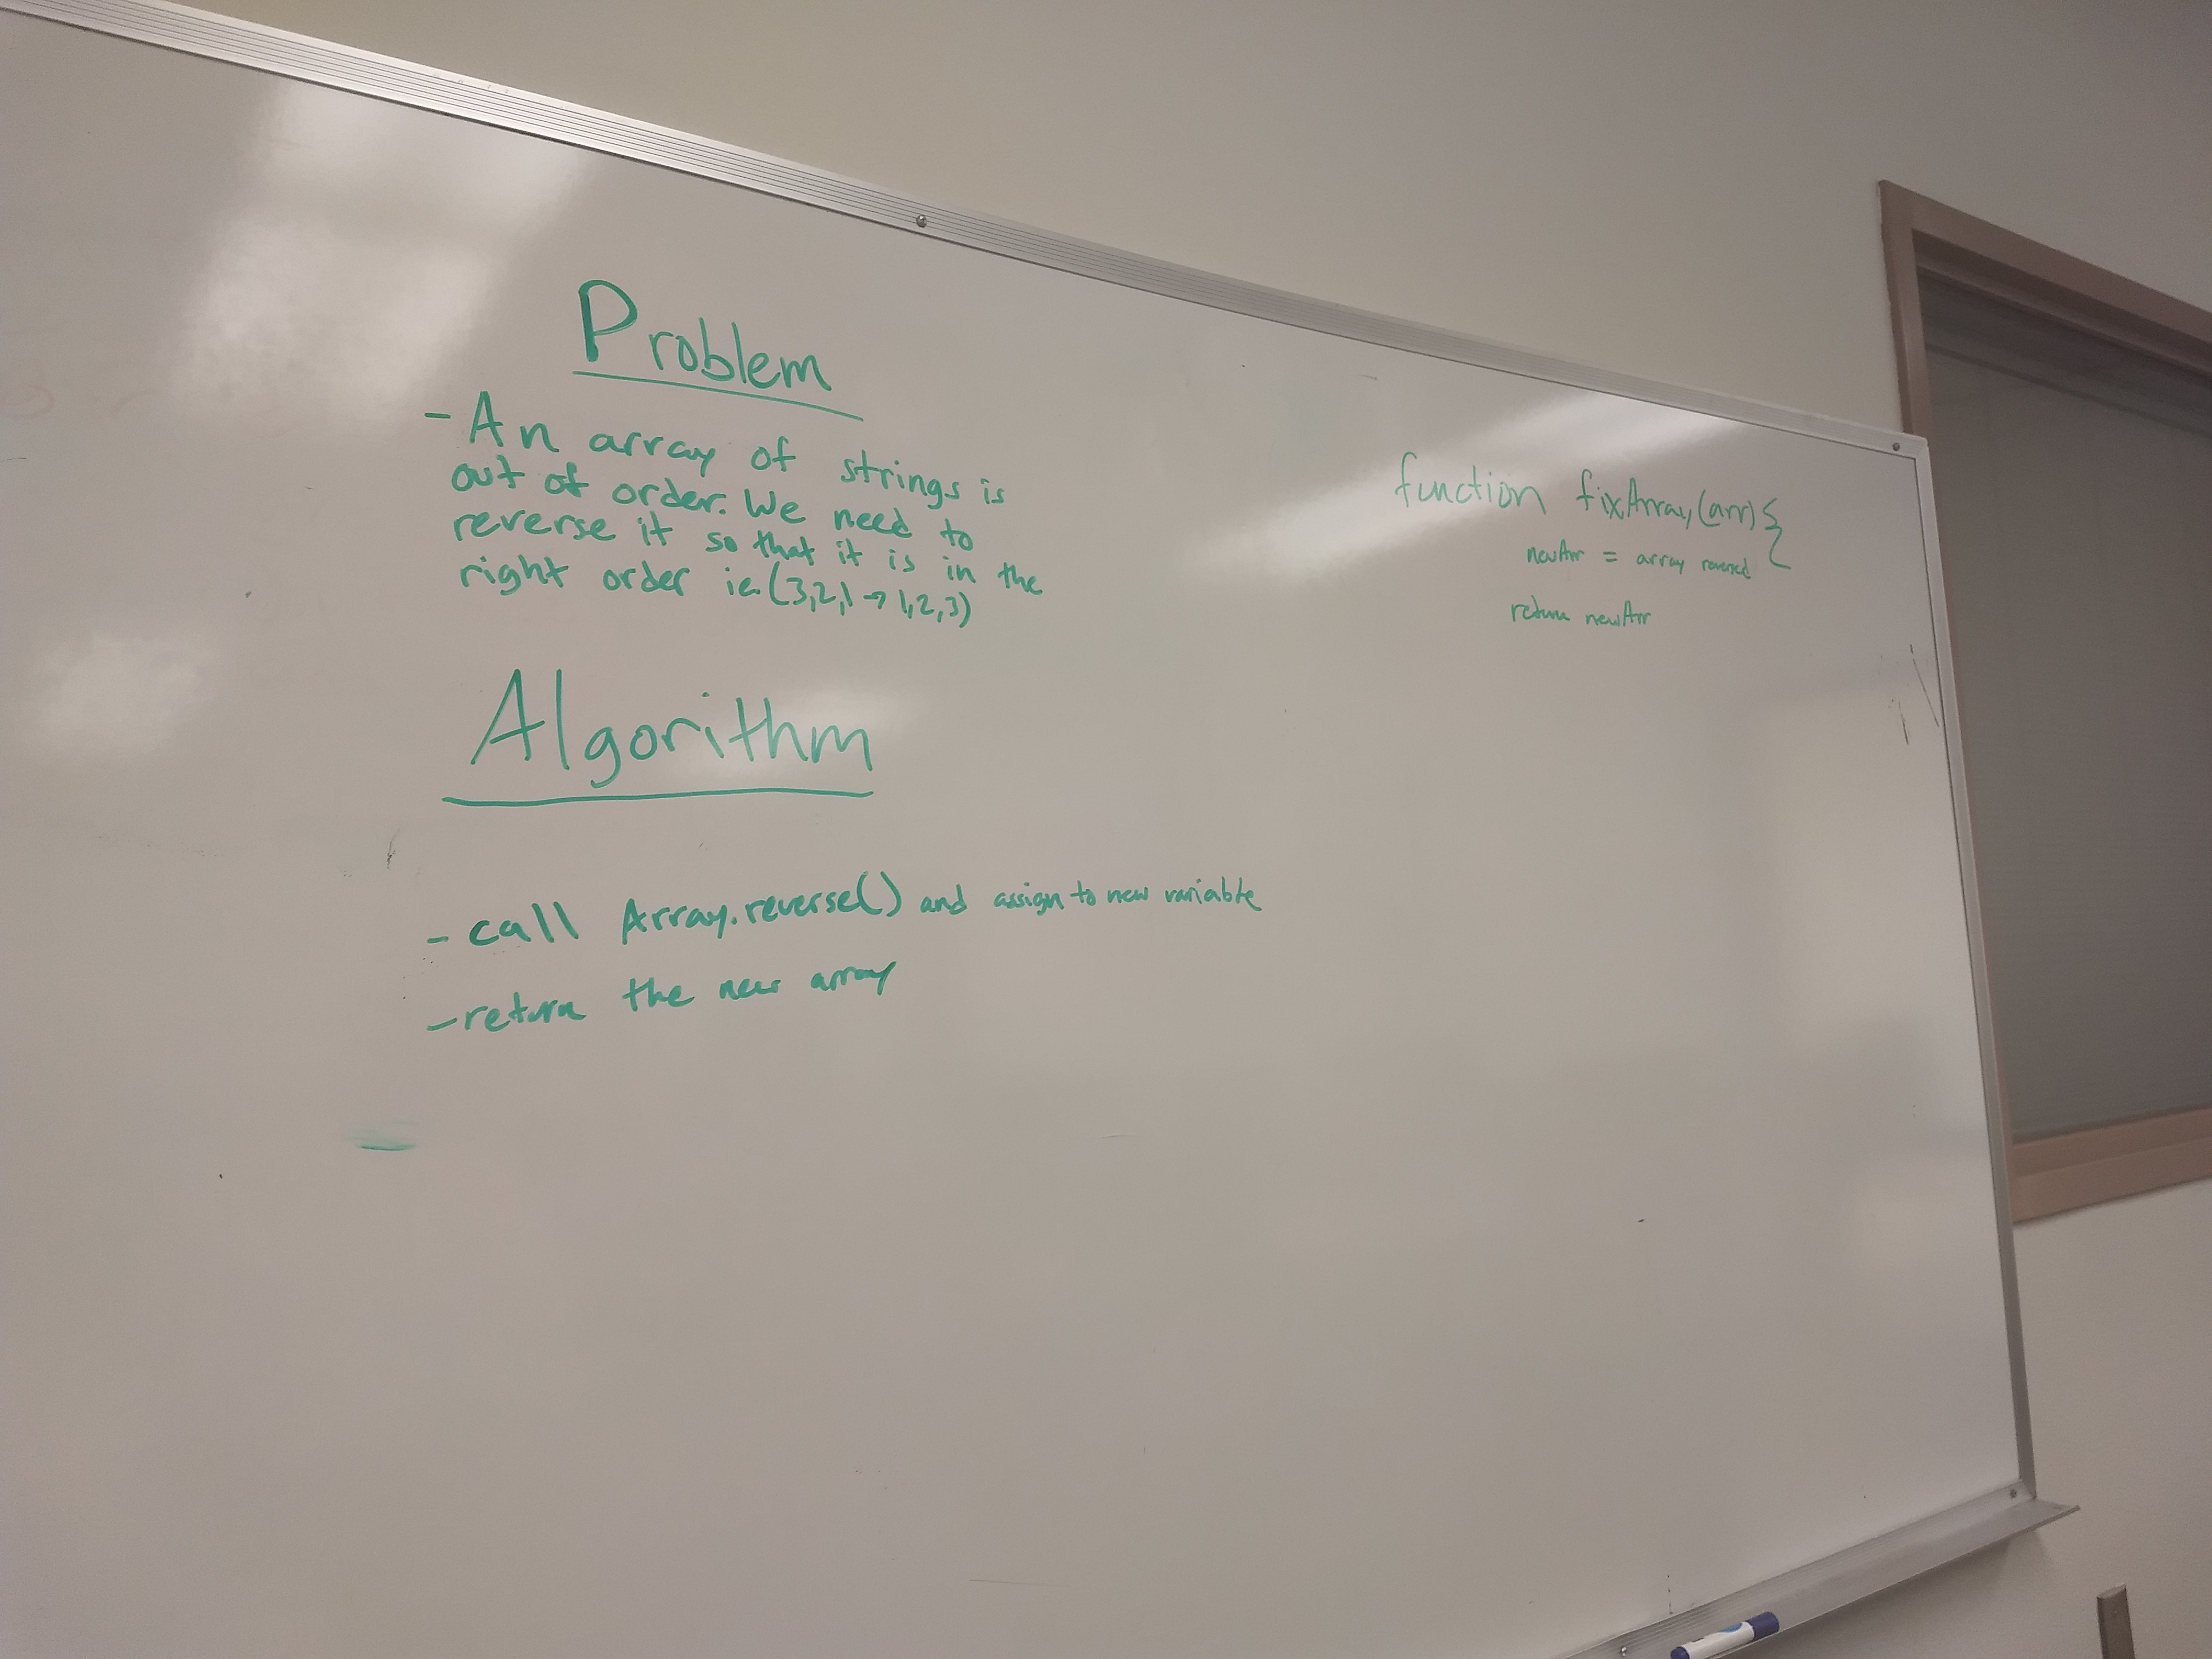 Problem
- An array of strings is
out of order. We need to
reverse it so that it is in the
right order ie. (3,2,1 → 1,2,3)
Algorithm
- call Array.reverse() and assign to new variable
- return the new array
function fixArray(arr){
newArr = array reversed
return newArr